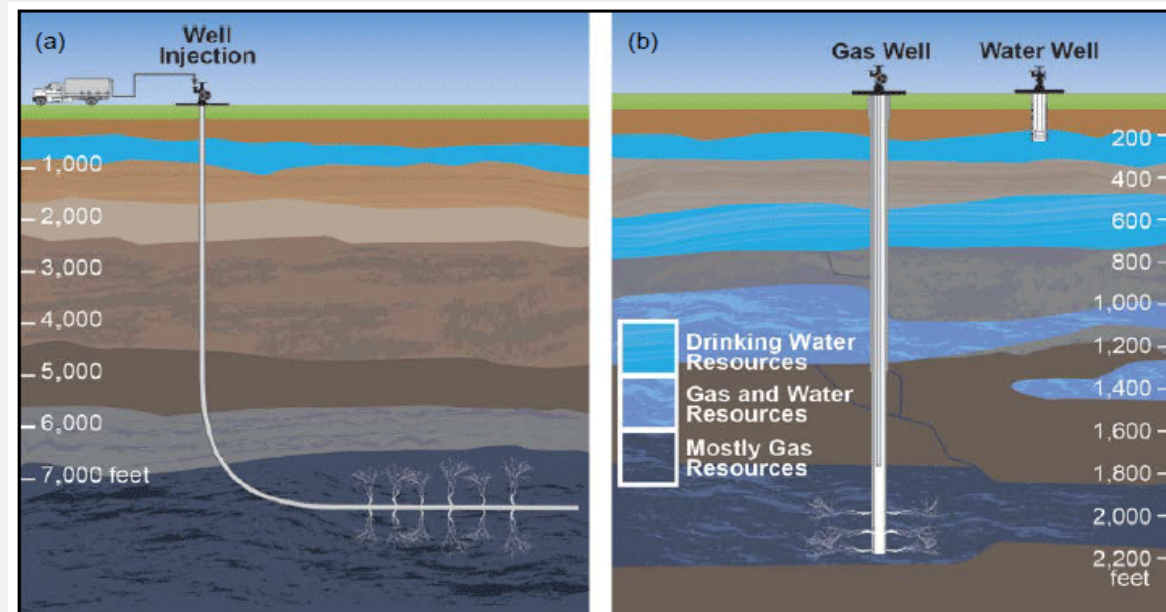 (a)
Well
Injection
1,000
2,000
3,000
4,000
5,000
6,000
7,000 feet
(b)
Gas Well
Water Well
200
400
600
800
1,000
1,200
1,400
1,600
1,800
2,000
2,200
feet
Drinking Water
Resources
Gas and Water
Resources
Mostly Gas
Resources